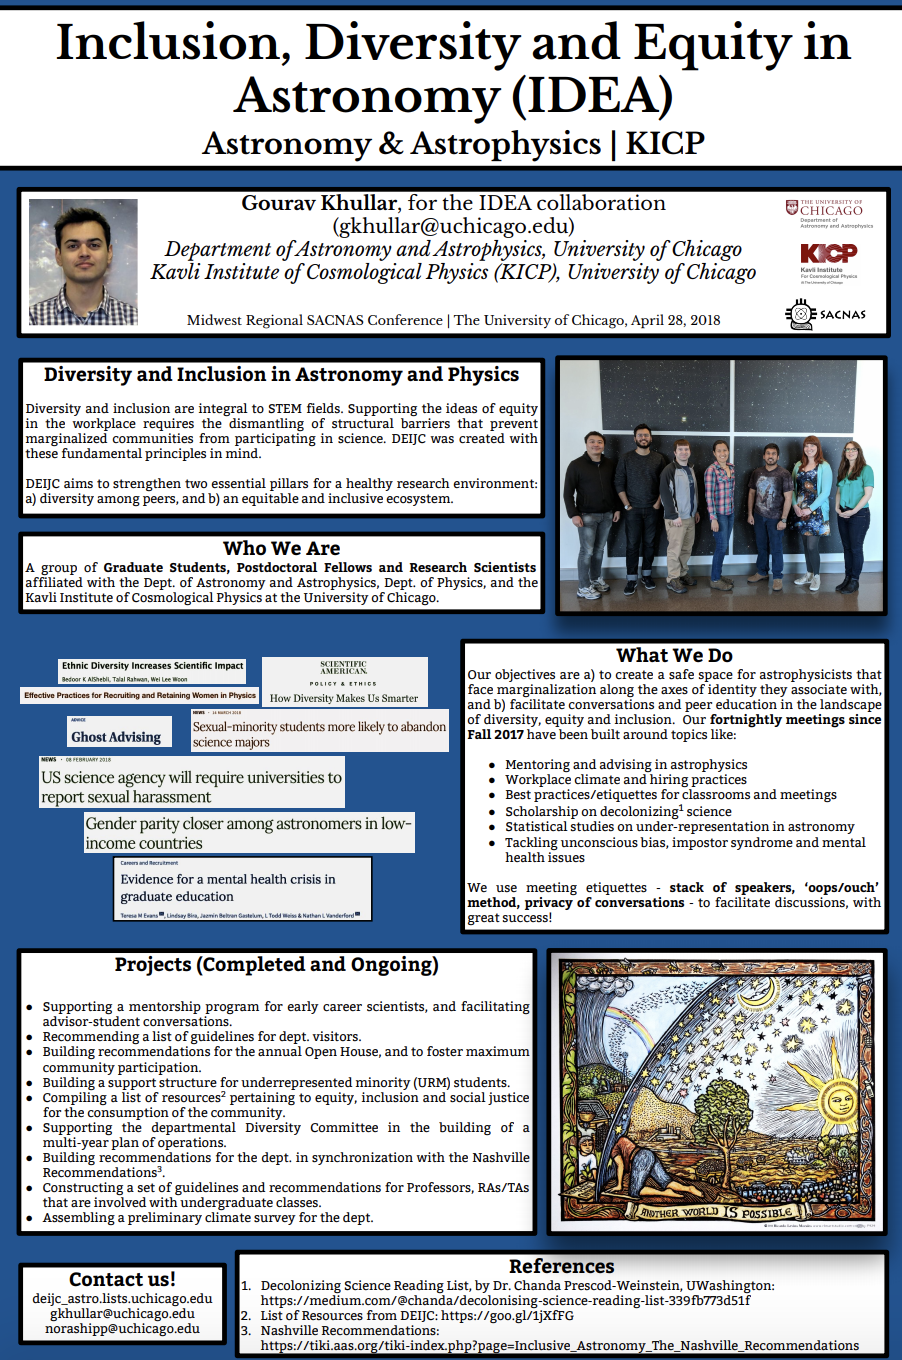 Inclusion, Diversity and Equity in
Astronomy (IDEA)
Astronomy & Astrophysics | KICP
Gourav Khullar, for the IDEA collaboration
(gkhullar@uchicago.edu)
Department of Astronomy and Astrophysics, University of Chicago
Kavli Institute of Cosmological Physics (KICP), University of Chicago
Midwest Regional SACNAS Conference | The University of Chicago, April 28, 2018
THE UNIVERSITY OF
CHICAGO
Department of
Astronomy and Astrophysics
KICP
Kavli Institute
For Cosmological Physics
At The University of Chicago
SACNAS
Diversity and Inclusion in Astronomy and Physics
Diversity and inclusion are integral to STEM fields. Supporting the ideas of equity
in the workplace requires the dismantling of structural barriers that prevent
marginalized communities from participating in science. DEIJC was created with
these fundamental principles in mind.
DEIJC aims to strengthen two essential pillars for a healthy research environment:
a) diversity among peers, and b) an equitable and inclusive ecosystem.
Who We Are
A group of Graduate Students, Postdoctoral Fellows and Research Scientists
affiliated with the Dept. of Astronomy and Astrophysics, Dept. of Physics, and the
Kavli Institute of Cosmological Physics at the University of Chicago.
Ethnic Diversity Increases Scientific Impact
Bedoor K AlShebli, Talal Rahwan, Wei Lee Woon
SCIENTIFIC
AMERICAN.
POLICY & ETHICS
How Diversity Makes Us Smarter
Effective Practices for Recruiting and Retaining Women in Physics
ADVICE
Ghost Advising
NEWS · 14 MARCH 2018
Sexual-minority students more likely to abandon
science majors
NEWS · 08 FEBRUARY 2018
US science agency will require universities to
report sexual harassment
Gender parity closer among astronomers in low-
income countries
Careers and Recruitment
Evidence for a mental health crisis in
graduate education
Teresa M Evans, Lindsay Bira, Jazmin Beltran Gastelum, L Todd Weiss & Nathan L Vanderford
What We Do
Our objectives are a) to create a safe space for astrophysicists that
face marginalization along the axes of identity they associate with,
and b) facilitate conversations and peer education in the landscape
of diversity, equity and inclusion. Our fortnightly meetings since
Fall 2017 have been built around topics like:
● Mentoring and advising in astrophysics
● Workplace climate and hiring practices
● Best practices/etiquettes for classrooms and meetings
● Scholarship on decolonizing¹ science
● Statistical studies on under-representation in astronomy
● Tackling unconscious bias, impostor syndrome and mental
health issues
We use meeting etiquettes - stack of speakers, ‘oops/ouch’
method, privacy of conversations - to facilitate discussions, with
great success!
Projects (Completed and Ongoing)
● Supporting a mentorship program for early career scientists, and facilitating
advisor-student conversations.
● Recommending a list of guidelines for dept. visitors.
● Building recommendations for the annual Open House, and to foster maximum
community participation.
● Building a support structure for underrepresented minority (URM) students.
● Compiling a list of resources² pertaining to equity, inclusion and social justice
for the consumption of the community.
● Supporting the departmental Diversity Committee in the building of a
multi-year plan of operations.
● Building recommendations for the dept. in synchronization with the Nashville
Recommendations³.
● Constructing a set of guidelines and recommendations for Professors, RAs/TAs
that are involved with undergraduate classes.
● Assembling a preliminary climate survey for the dept.
ANOTHER WORLD IS POSSIBLE
Contact us!
deijc_astro.lists.uchicago.edu
gkhullar@uchicago.edu
norashipp@uchicago.edu
References
1. Decolonizing Science Reading List, by Dr. Chanda Prescod-Weinstein, UWashington:
https://medium.com/@chanda/decolonising-science-reading-list-339fb773d51f
2. List of Resources from DEIJC: https://goo.gl/1jXfFG
3. Nashville Recommendations:
https://tiki.aas.org/tiki-index.php?page=Inclusive_Astronomy_The_Nashville_Recommendations